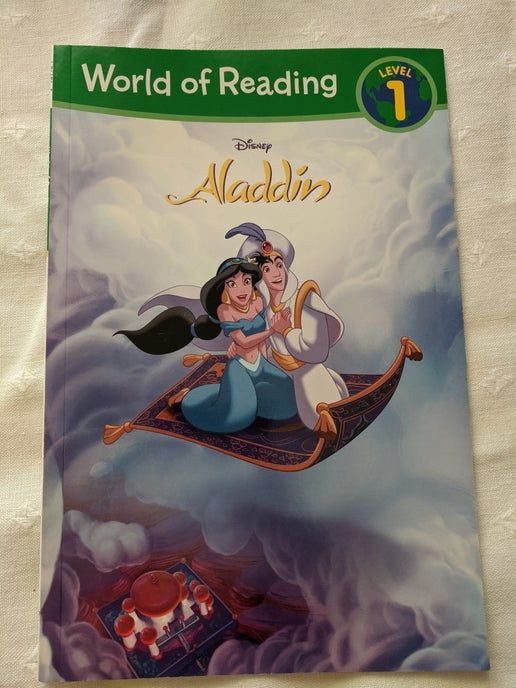 World of Reading
LEVEL
1
Disney
Aladdin